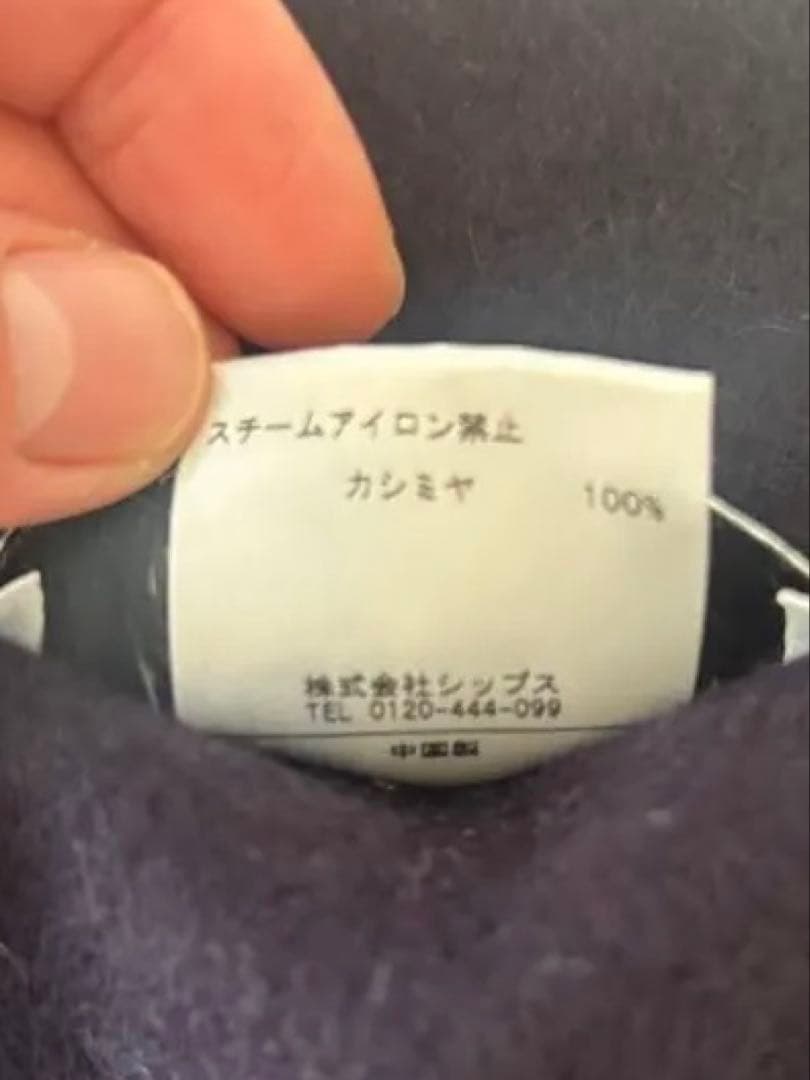 スチームアイロン禁止
カシミヤ 100%
株式会社シップス
TEL 0120-444-099
中国製